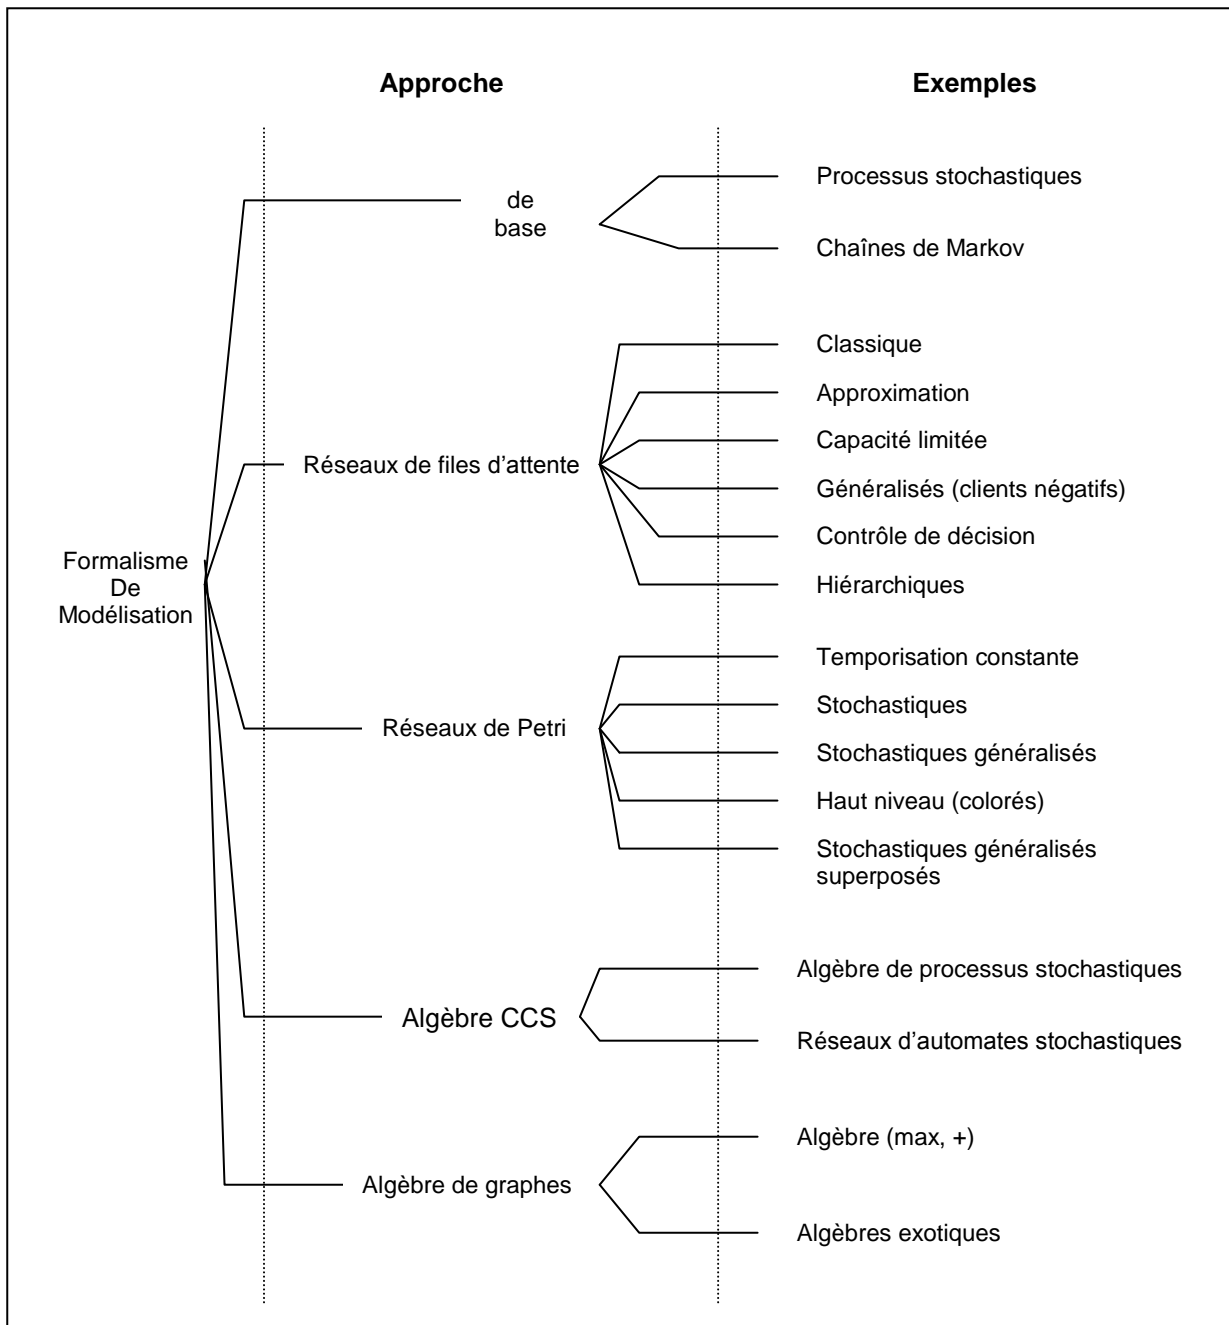 Approche
Exemples
de
base
Processus stochastiques
Chaînes de Markov
Formalisme
De
Modélisation
Réseaux de files d’attente
Classique
Approximation
Capacité limitée
Généralisés (clients négatifs)
Contrôle de décision
Hiérarchiques
Réseaux de Petri
Temporisation constante
Stochastiques
Stochastiques généralisés
Haut niveau (colorés)
Stochastiques généralisés
superposés
Algèbre CCS
Algèbre de processus stochastiques
Réseaux d’automates stochastiques
Algèbre de graphes
Algèbre (max, +)
Algèbres exotiques